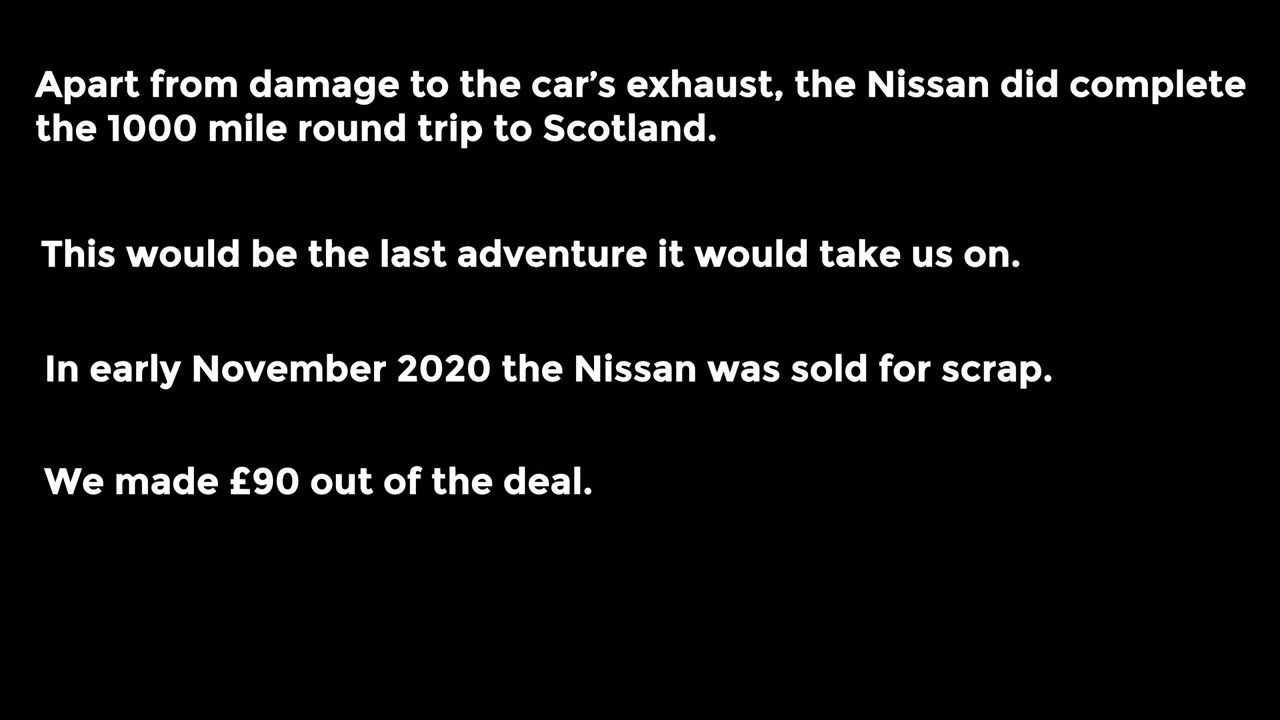 Apart from damage to the car’s exhaust, the Nissan did complete
the 1000 mile round trip to Scotland.
This would be the last adventure it would take us on.
In early November 2020 the Nissan was sold for scrap.
We made £90 out of the deal.